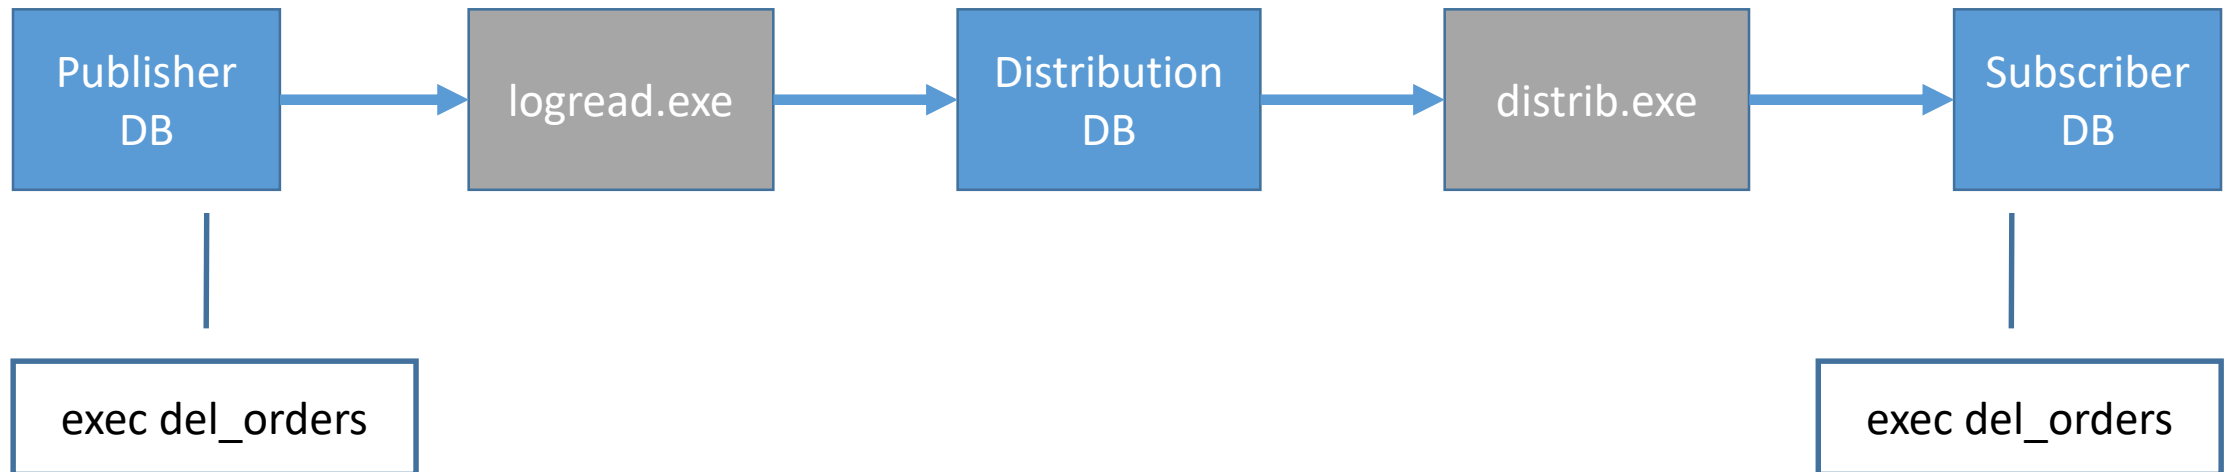 Publisher
DB
logread.exe
Distribution
DB
distrib.exe
Subscriber
DB
exec del_orders
exec del_orders